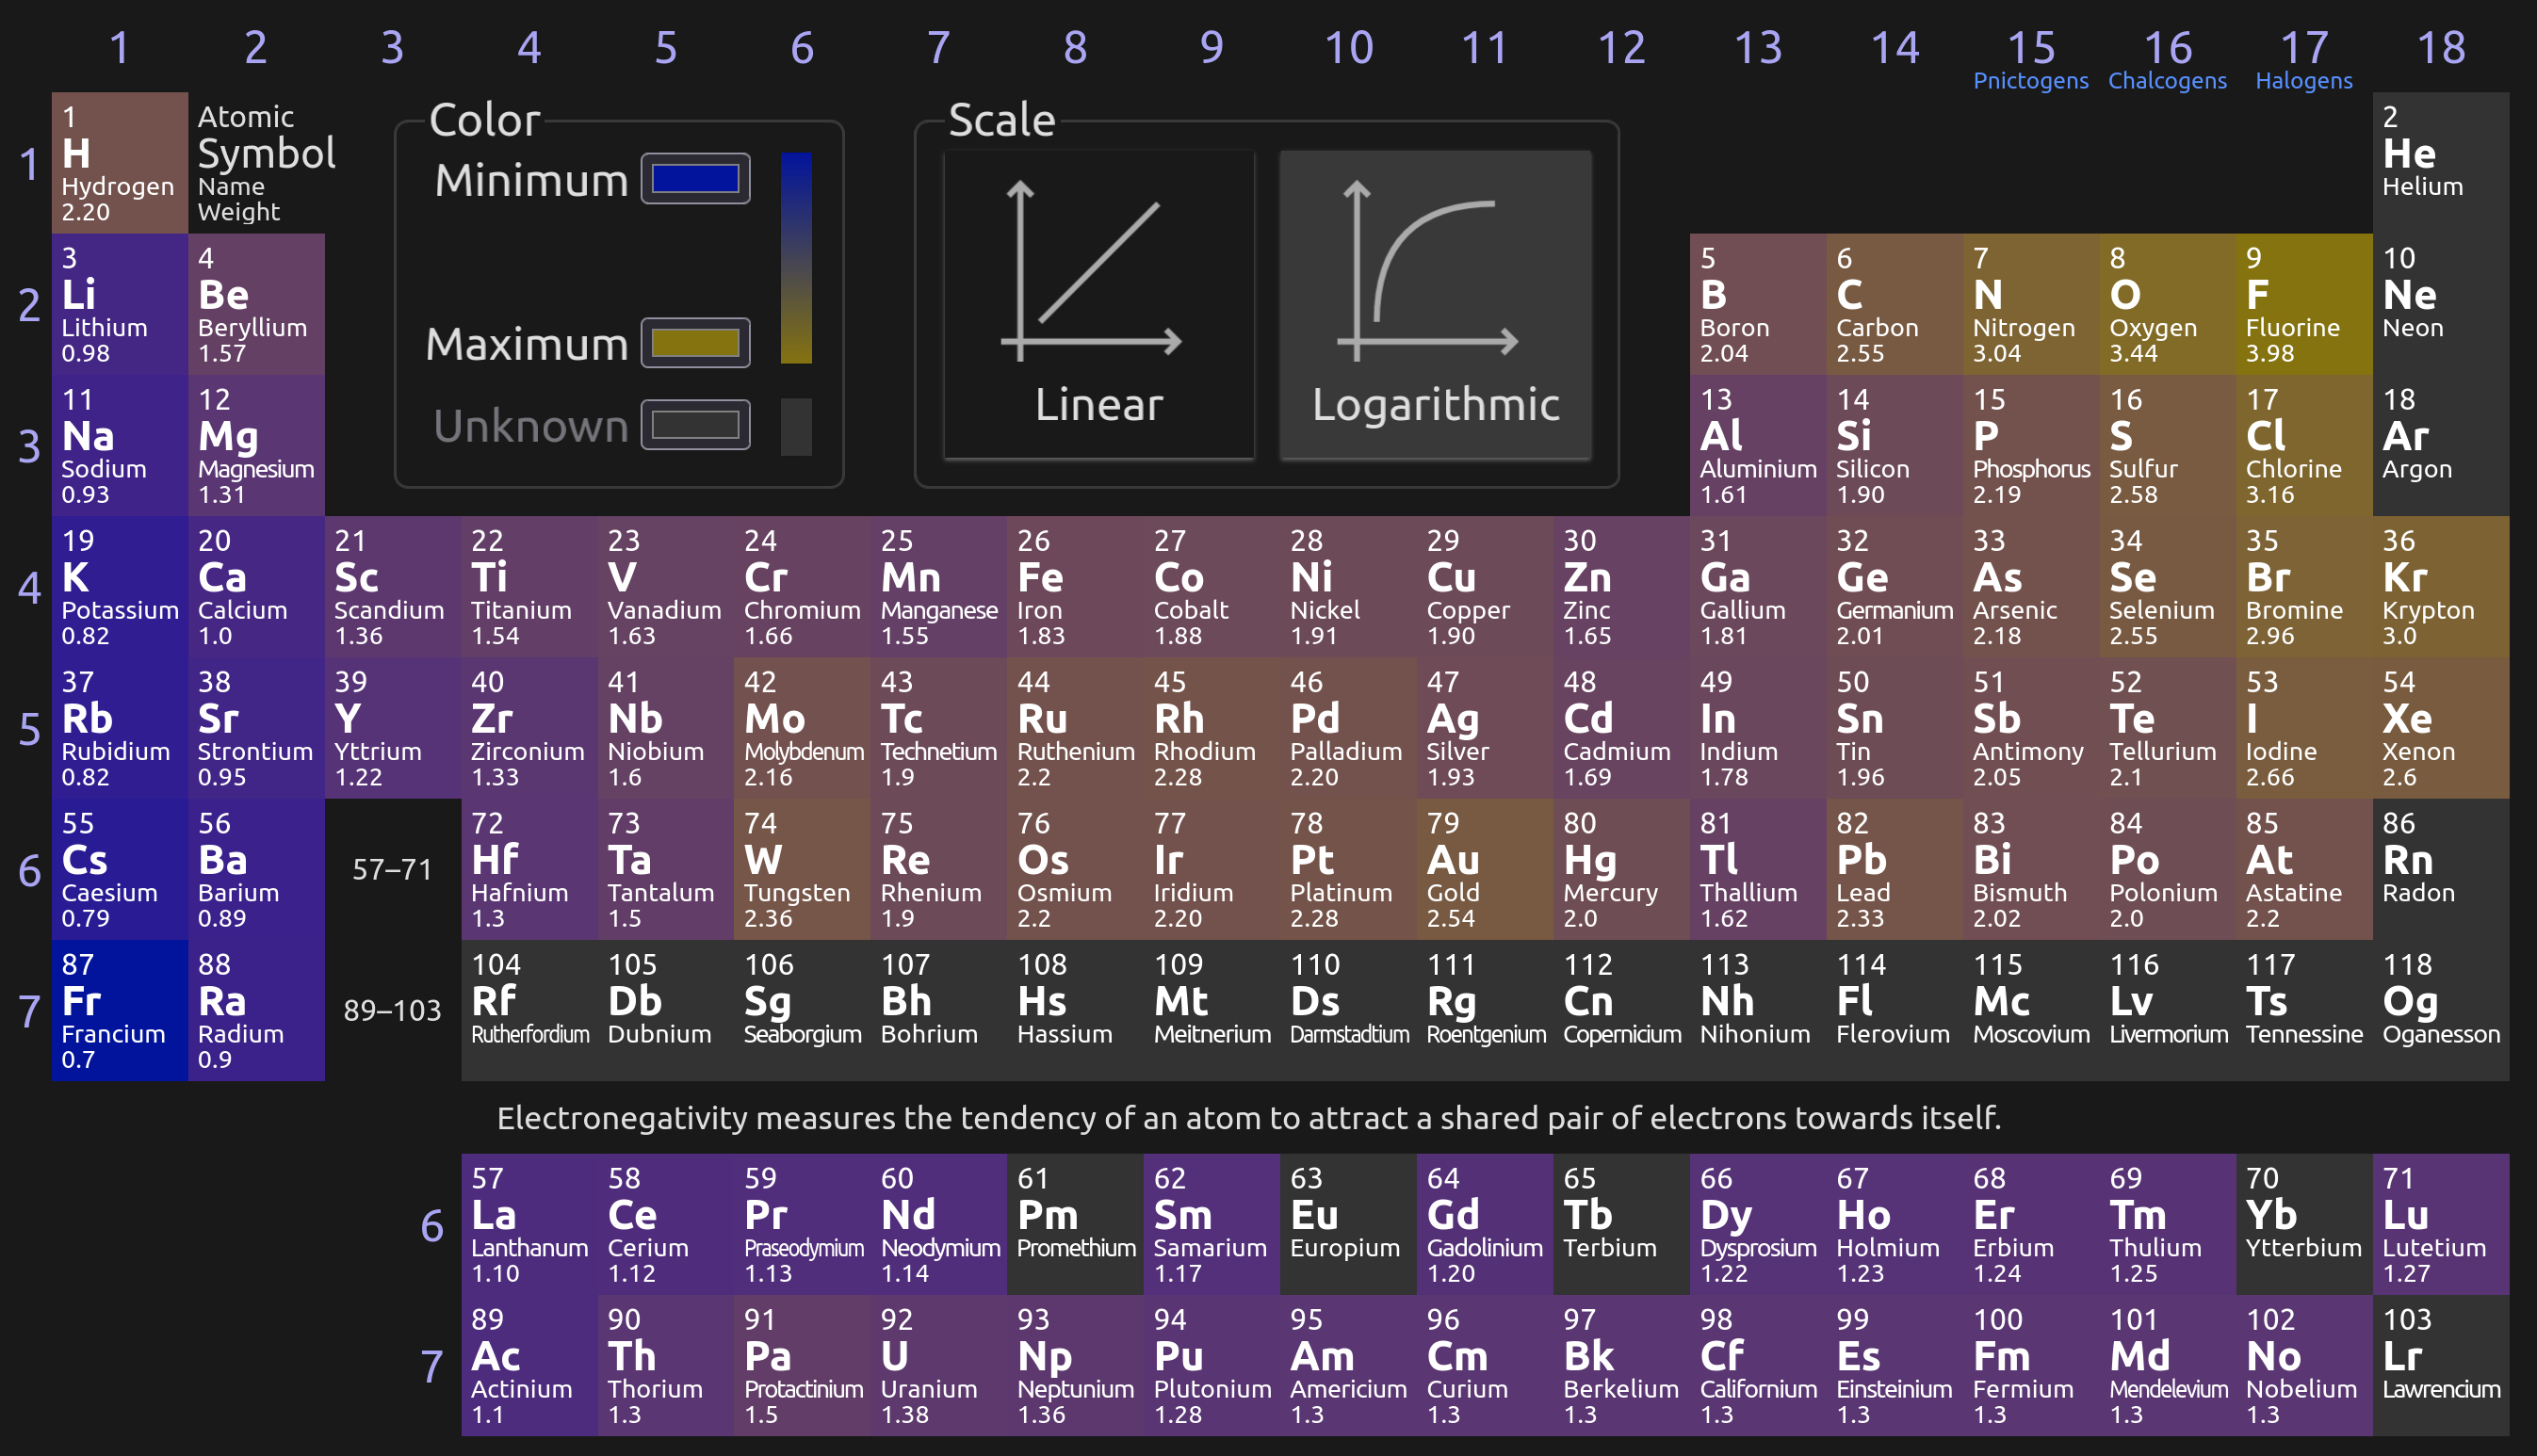 1 2 3 4 5 6 7 8 9 10 11 12 13 14 15 16 17 18
Pnictogens Chalcogens Halogens
1
1
H
Hydrogen
2.20
Atomic
Symbol
Name
Weight
Color
Minimum
Maximum
Unknown
Scale
Linear
Logarithmic
2
He
Helium
2
3
Li
Lithium
0.98
4
Be
Beryllium
1.57
5
B
Boron
2.04
6
C
Carbon
2.55
7
N
Nitrogen
3.04
8
O
Oxygen
3.44
9
F
Fluorine
3.98
10
Ne
Neon
3
11
Na
Sodium
0.93
12
Mg
Magnesium
1.31
13
Al
Aluminium
1.61
14
Si
Silicon
1.90
15
P
Phosphorus
2.19
16
S
Sulfur
2.58
17
Cl
Chlorine
3.16
18
Ar
Argon
4
19
K
Potassium
0.82
20
Ca
Calcium
1.0
21
Sc
Scandium
1.36
22
Ti
Titanium
1.54
23
V
Vanadium
1.63
24
Cr
Chromium
1.66
25
Mn
Manganese
1.55
26
Fe
Iron
1.83
27
Co
Cobalt
1.88
28
Ni
Nickel
1.91
29
Cu
Copper
1.90
30
Zn
Zinc
1.65
31
Ga
Gallium
1.81
32
Ge
Germanium
2.01
33
As
Arsenic
2.18
34
Se
Selenium
2.55
35
Br
Bromine
2.96
36
Kr
Krypton
3.0
5
37
Rb
Rubidium
0.82
38
Sr
Strontium
0.95
39
Y
Yttrium
1.22
40
Zr
Zirconium
1.33
41
Nb
Niobium
1.6
42
Mo
Molybdenum
2.16
43
Tc
Technetium
1.9
44
Ru
Ruthenium
2.2
45
Rh
Rhodium
2.28
46
Pd
Palladium
2.20
47
Ag
Silver
1.93
48
Cd
Cadmium
1.69
49
In
Indium
1.78
50
Sn
Tin
1.96
51
Sb
Antimony
2.05
52
Te
Tellurium
2.1
53
I
Iodine
2.66
54
Xe
Xenon
2.6
6
55
Cs
Caesium
0.79
56
Ba
Barium
0.89
57–71
72
Hf
Hafnium
1.3
73
Ta
Tantalum
1.5
74
W
Tungsten
2.36
75
Re
Rhenium
1.9
76
Os
Osmium
2.2
77
Ir
Iridium
2.20
78
Pt
Platinum
2.28
79
Au
Gold
2.54
80
Hg
Mercury
2.0
81
Tl
Thallium
1.62
82
Pb
Lead
2.33
83
Bi
Bismuth
2.02
84
Po
Polonium
2.0
85
At
Astatine
2.2
86
Rn
Radon
7
87
Fr
Francium
0.7
88
Ra
Radium
0.9
89–103
104
Rf
Rutherfordium
105
Db
Dubnium
106
Sg
Seaborgium
107
Bh
Bohrium
108
Hs
Hassium
109
Mt
Meitnerium
110
Ds
Darmstadtium
111
Rg
Roentgenium
112
Cn
Copernicium
113
Nh
Nihonium
114
Fl
Flerovium
115
Mc
Moscovium
116
Lv
Livermorium
117
Ts
Tennessine
118
Og
Oganesson
Electronegativity measures the tendency of an atom to attract a shared pair of electrons towards itself.
6
57
La
Lanthanum
1.10
58
Ce
Cerium
1.12
59
Pr
Praseodymium
1.13
60
Nd
Neodymium
1.14
61
Pm
Promethium
62
Sm
Samarium
1.17
63
Eu
Europium
64
Gd
Gadolinium
1.20
65
Tb
Terbium
66
Dy
Dysprosium
1.22
67
Ho
Holmium
1.23
68
Er
Erbium
1.24
69
Tm
Thulium
1.25
70
Yb
Ytterbium
71
Lu
Lutetium
1.27
7
89
Ac
Actinium
1.1
90
Th
Thorium
1.3
91
Pa
Protactinium
1.5
92
U
Uranium
1.38
93
Np
Neptunium
1.36
94
Pu
Plutonium
1.28
95
Am
Americium
1.3
96
Cm
Curium
1.3
97
Bk
Berkelium
1.3
98
Cf
Californium
1.3
99
Es
Einsteinium
1.3
100
Fm
Fermium
1.3
101
Md
Mendelevium
1.3
102
No
Nobelium
1.3
103
Lr
Lawrencium